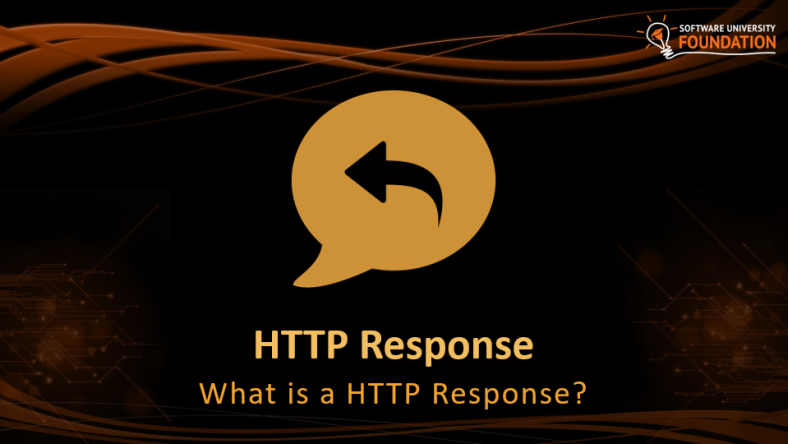 SOFTWARE UNIVERSITY
FOUNDATION
HTTP Response
What is a HTTP Response?